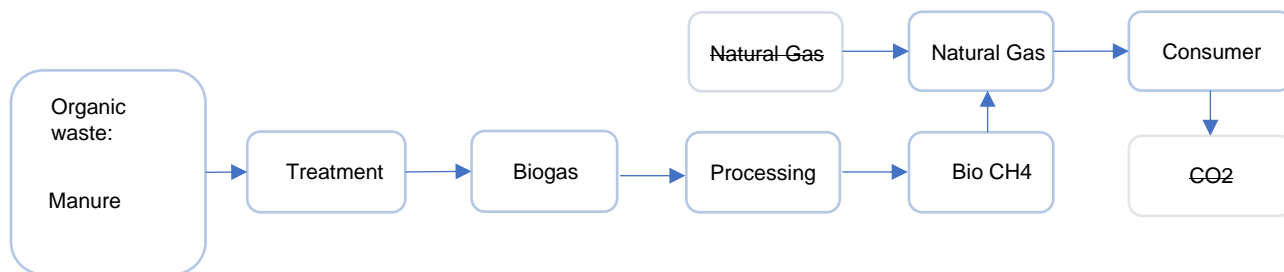 Natural Gas
Natural Gas
Consumer
Organic
waste:
Manure
Treatment
Biogas
Processing
Bio CH4
CO2